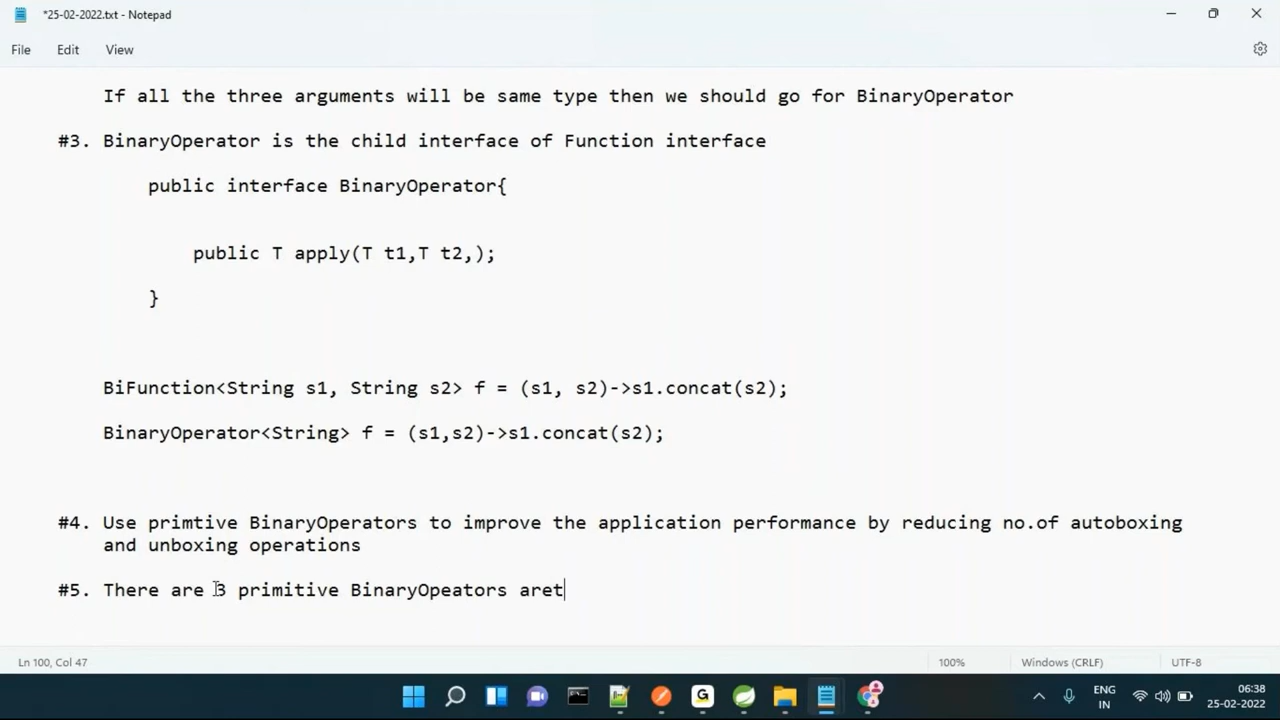 *25-02-2022.txt - Notepad
File Edit View
If all the three arguments will be same type then we should go for BinaryOperator
#3. BinaryOperator is the child interface of Function interface
public interface BinaryOperator{
public T apply(T t1,T t2,);
}
BiFunction<String s1, String s2> f = (s1, s2)->s1.concat(s2);
BinaryOperator<String> f = (s1,s2)->s1.concat(s2);
#4. Use primtive BinaryOperators to improve the application performance by reducing no.of autoboxing
and unboxing operations
#5. There are 3 primitive BinaryOpeators aret
Ln 100, Col 47 100% Windows (CRLF) UTF-8
ENG
IN
06:38
25-02-2022